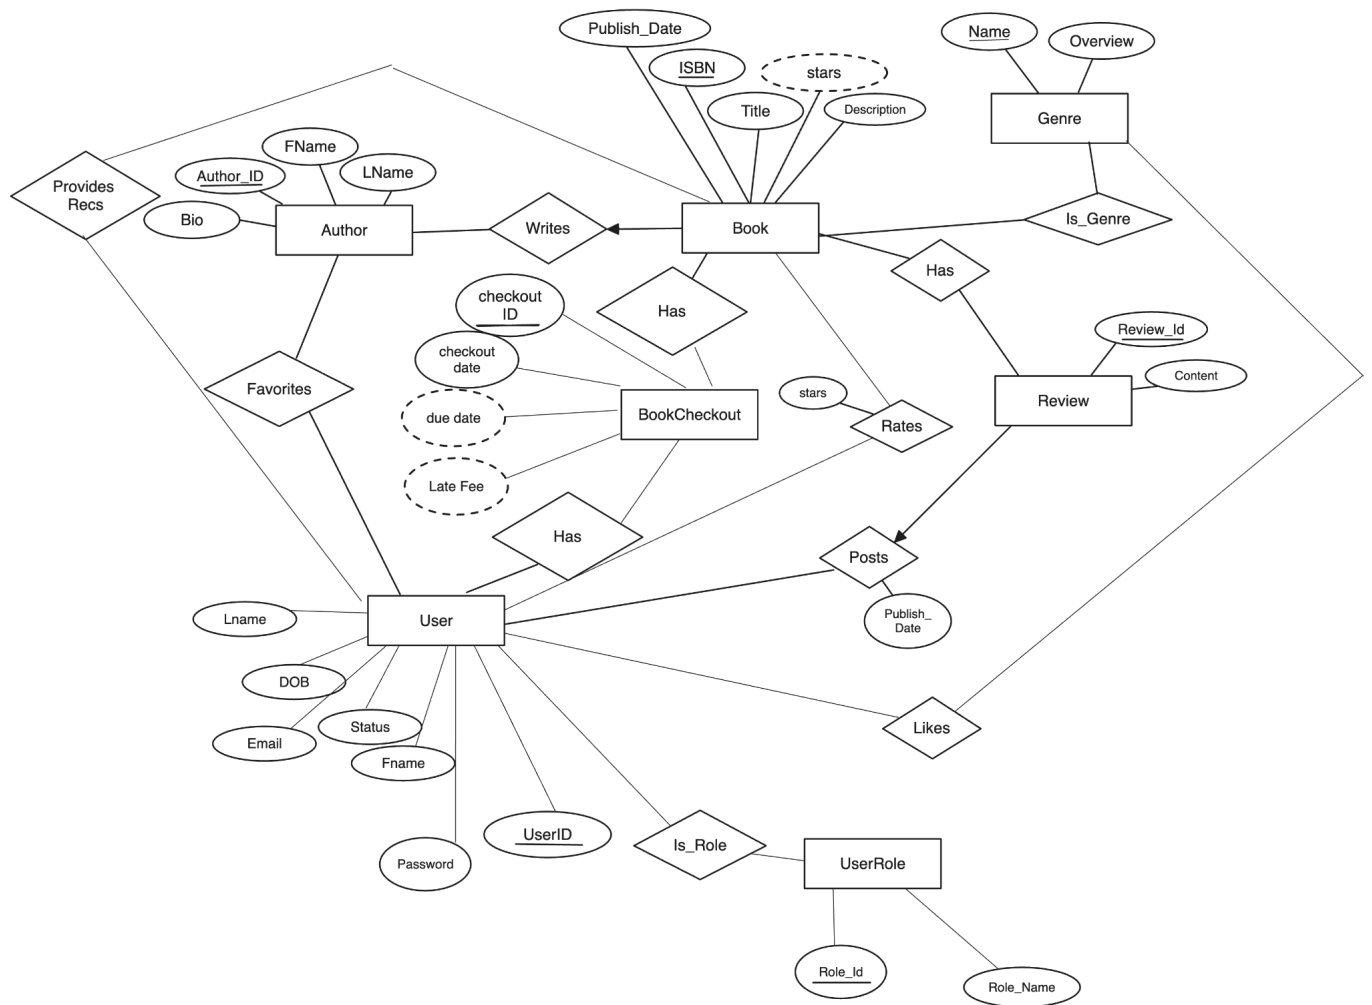 Publish_Date
Name
Overview
ISBN
stars
Title
Description
Genre
FName
Author_ID
LName
Provides
Recs
Bio
Author
Writes
Book
Is_Genre
Has
checkout
ID
Has
Review_Id
checkout
date
Content
Favorites
stars
due date
BookCheckout
Review
Rates
Late Fee
Has
Posts
Lname
User
Publish_
Date
DOB
Status
Likes
Email
Fname
UserID
Is_Role
Password
UserRole
Role_Id
Role_Name